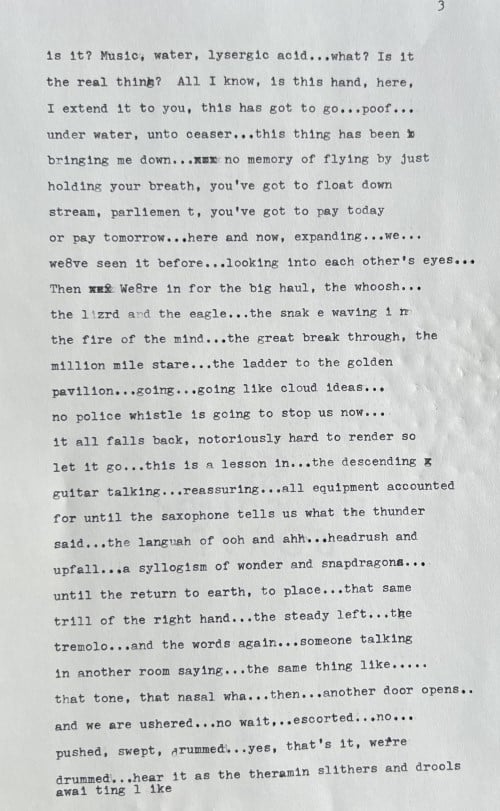 3
is it? Music, water, lysergic acid...what? Is it
the real thing? All I know, is this hand, here,
I extend it to you, this has got to go...poof...
under water, unto ceaser...this thing has been
bringing me down...xxx no memory of flying by just
holding your breath, you've got to float down
stream, parliemen t, you've got to pay today
or pay tomorrow...here and now, expanding...we...
we8ve seen it before...looking into each other's eyes...
Then We8re in for the big haul, the whoosh...
the lizrd and the eagle...the snak e waving i n
the fire of the mind...the great break through, the
million mile stare...the ladder to the golden
pavilion...going...going like cloud ideas...
no police whistle is going to stop us now...
it all falls back, notoriously hard to render so
let it go...this is a lesson in...the descending
guitar talking...reassuring...all equipment accounted
for until the saxophone tells us what the thunder
said...the languah of ooh and ahh...headrush and
upfall...a syllogism of wonder and snapdragons...
until the return to earth, to place...that same
trill of the right hand...the steady left...the
tremolo...and the words again...someone talking
in another room saying...the same thing like.....
that tone, that nasal wha...then...another door opens..
and we are ushered...no wait,..escorted...no...
pushed, swept, drummed...yes, that's it, we're
drummed...hear it as the theramin slithers and drools
awai ting l ike